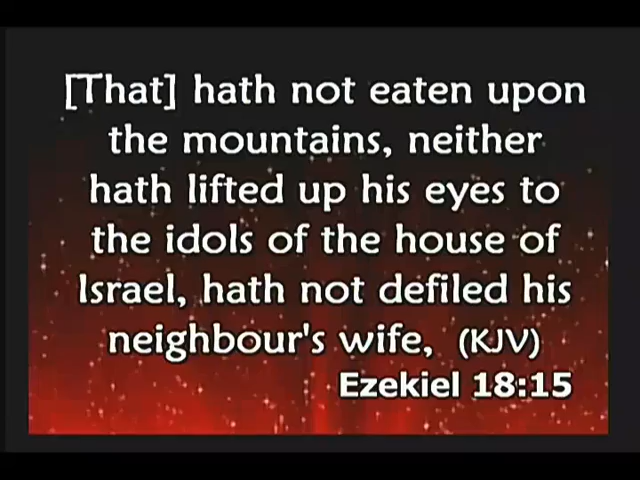 [That] hath not eaten upon
the mountains, neither
hath lifted up his eyes to
the idols of the house of
Israel, hath not defiled his
neighbour's wife, (KJV)
Ezekiel 18:15